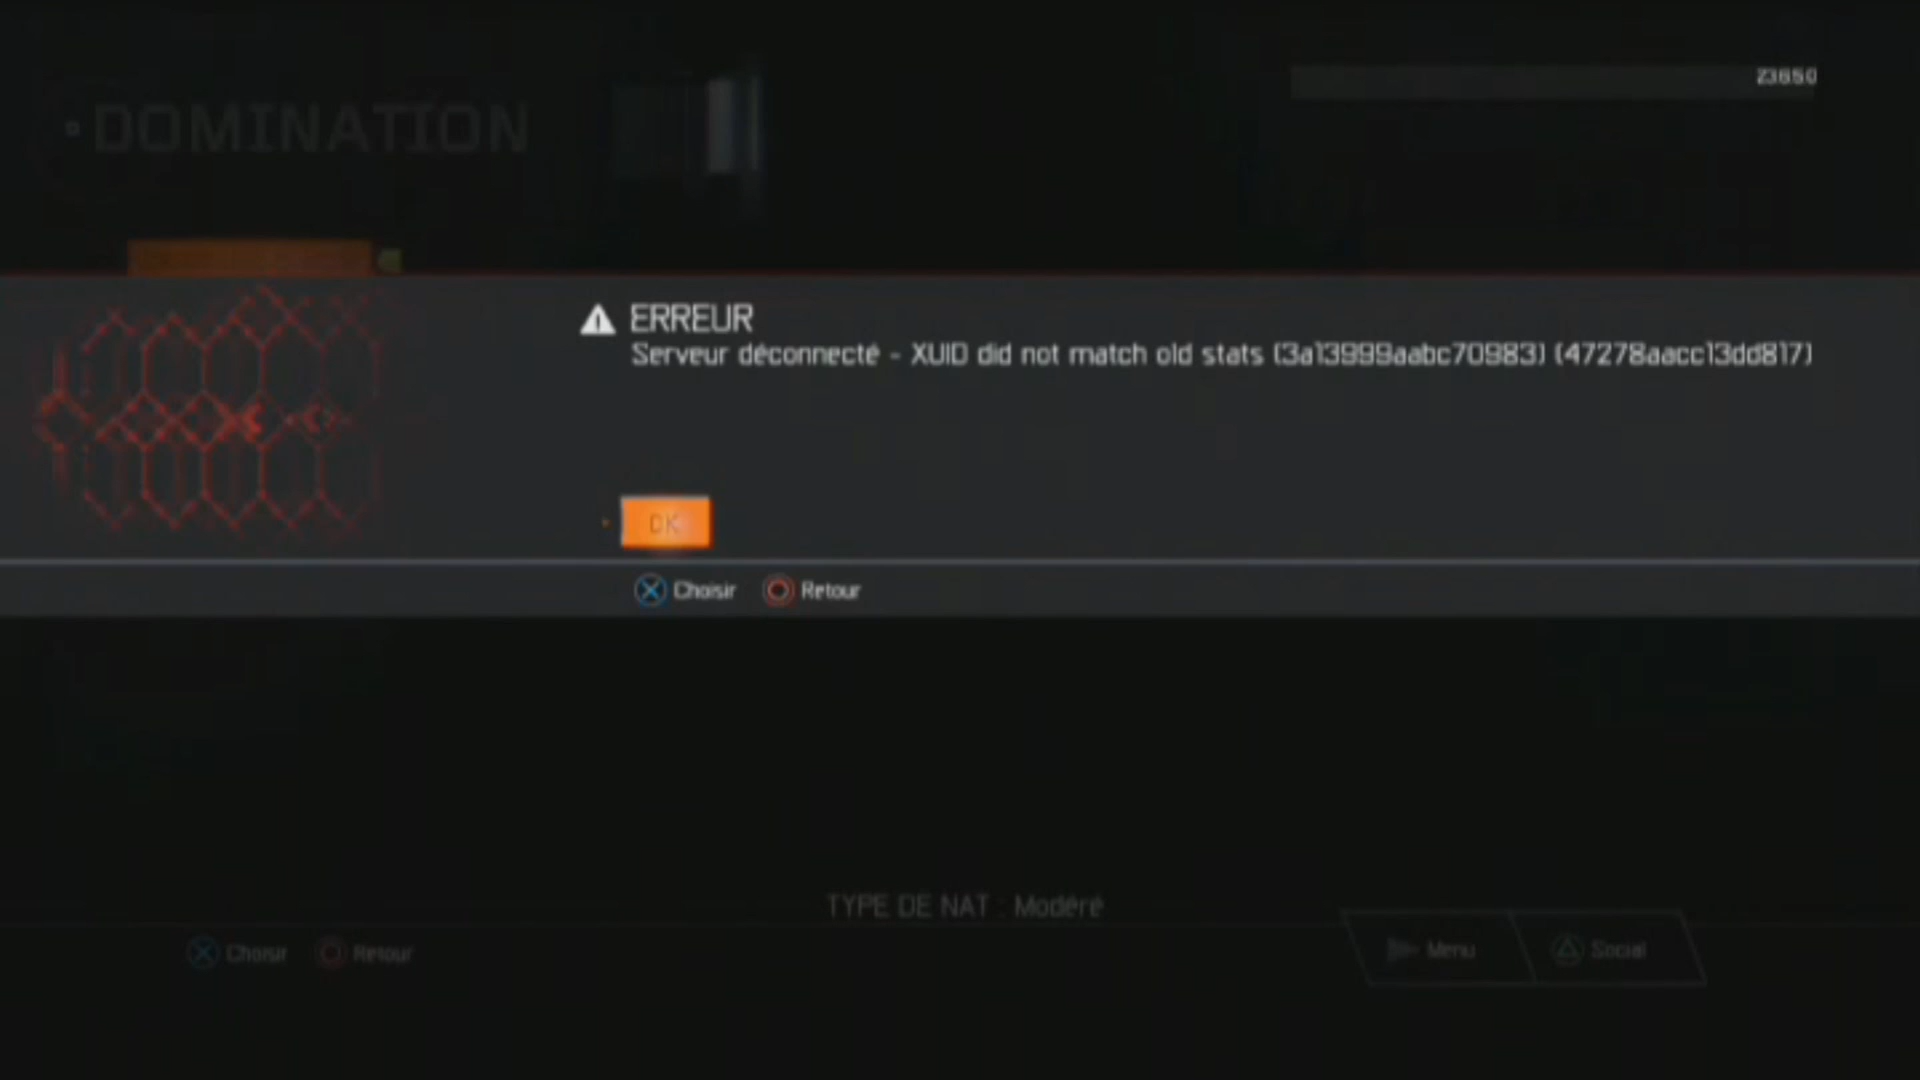 DOMINATION
23650
ERREUR
Serveur déconnecté - XUID did not match old stats (3a13999aabc70983) (47278aacc13dd817)
OK
Choisir Retour
TYPE DE NAT : Modéré
Choisir Retour
Menu Social